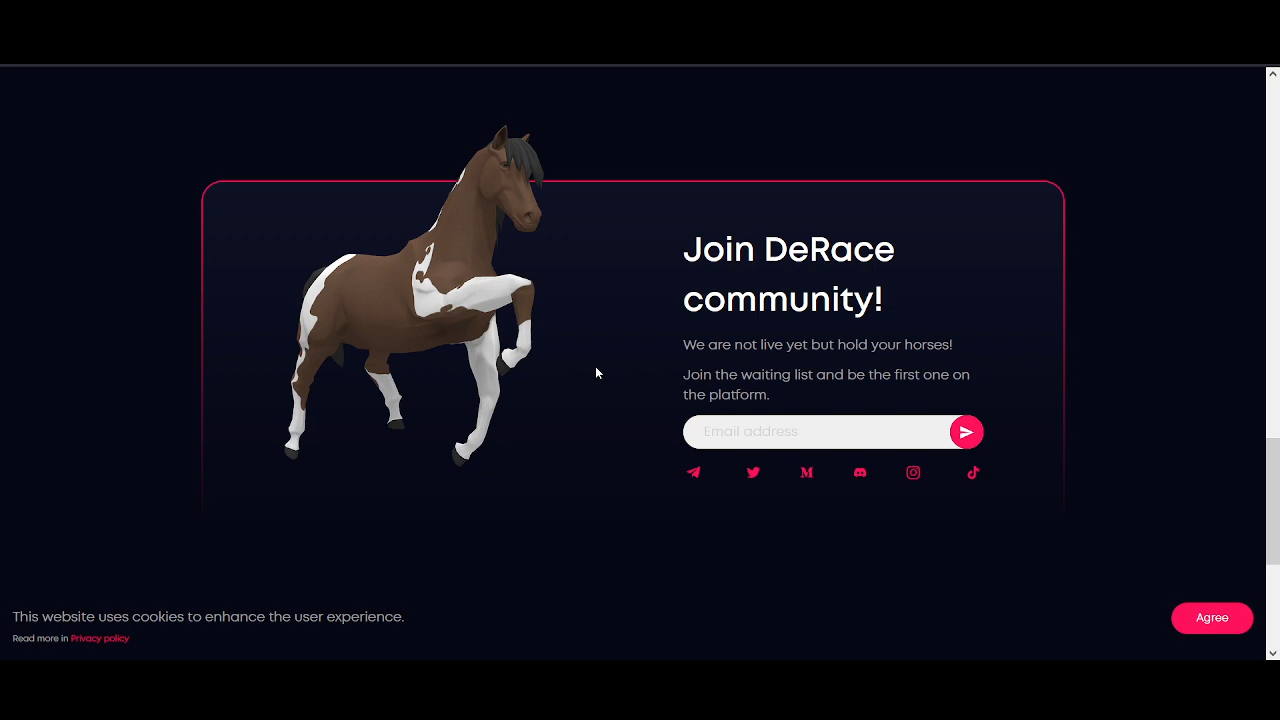 Join DeRace
community!
We are not live yet but hold your horses!
Join the waiting list and be the first one on
the platform.
Email address
This website uses cookies to enhance the user experience.
Agree
Read more in Privacy policy